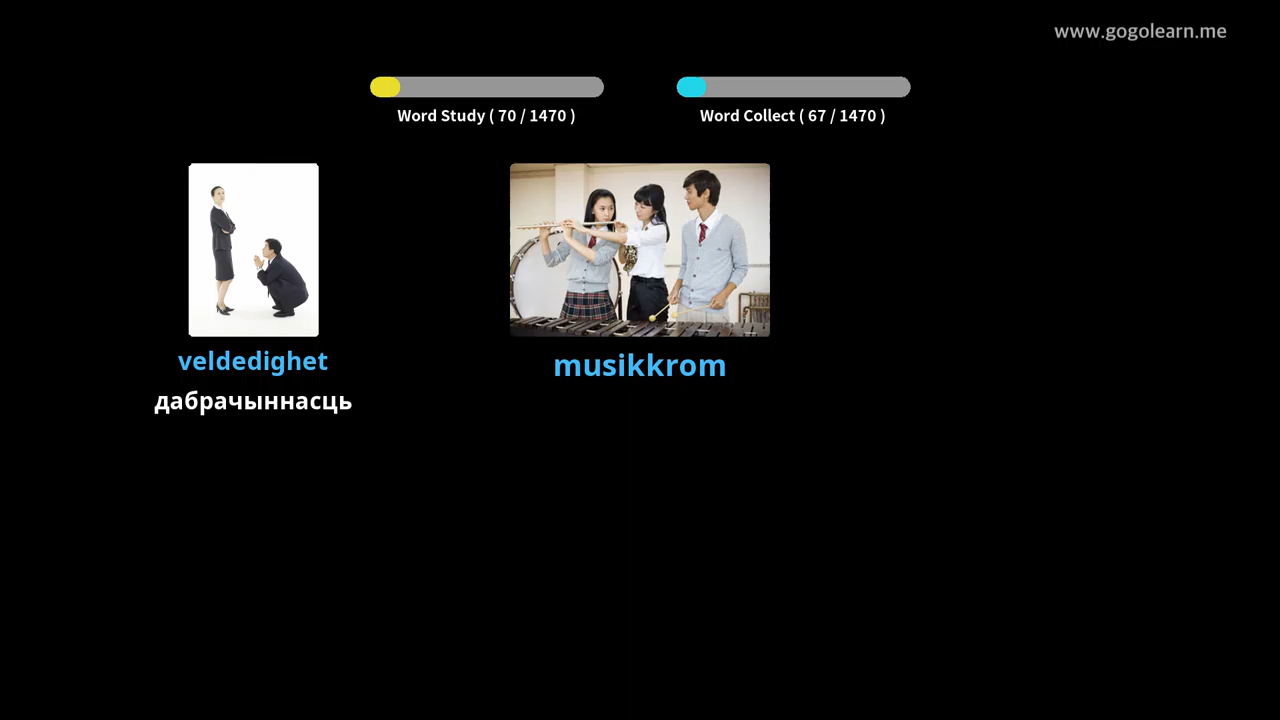 www.gogolearn.me
Word Study ( 70 / 1470 )
Word Collect ( 67 / 1470 )
veldedighet
дабрачыннасць
musikkrom